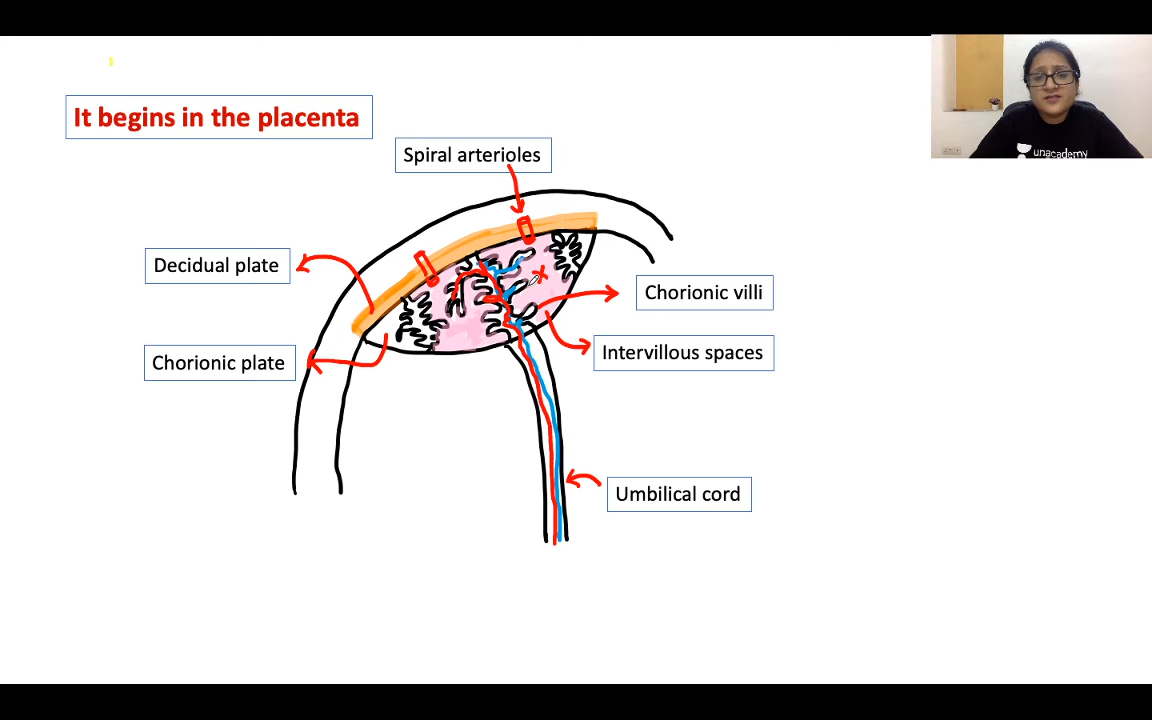 It begins in the placenta
Spiral arterioles
Decidual plate
Chorionic villi
Chorionic plate
Intervillous spaces
Umbilical cord
unacademy